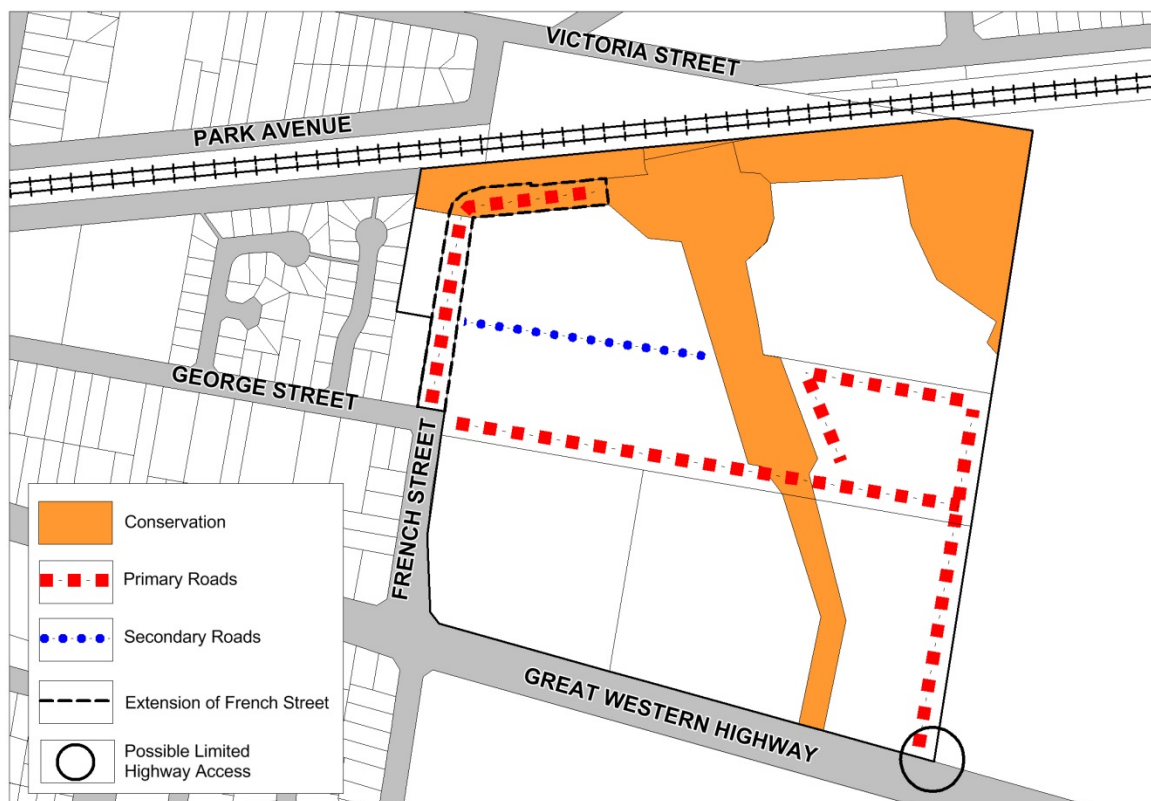 VICTORIA STREET
PARK AVENUE
GEORGE STREET
FRENCH STREET
GREAT WESTERN HIGHWAY
Conservation
Primary Roads
Secondary Roads
Extension of French Street
Possible Limited
Highway Access